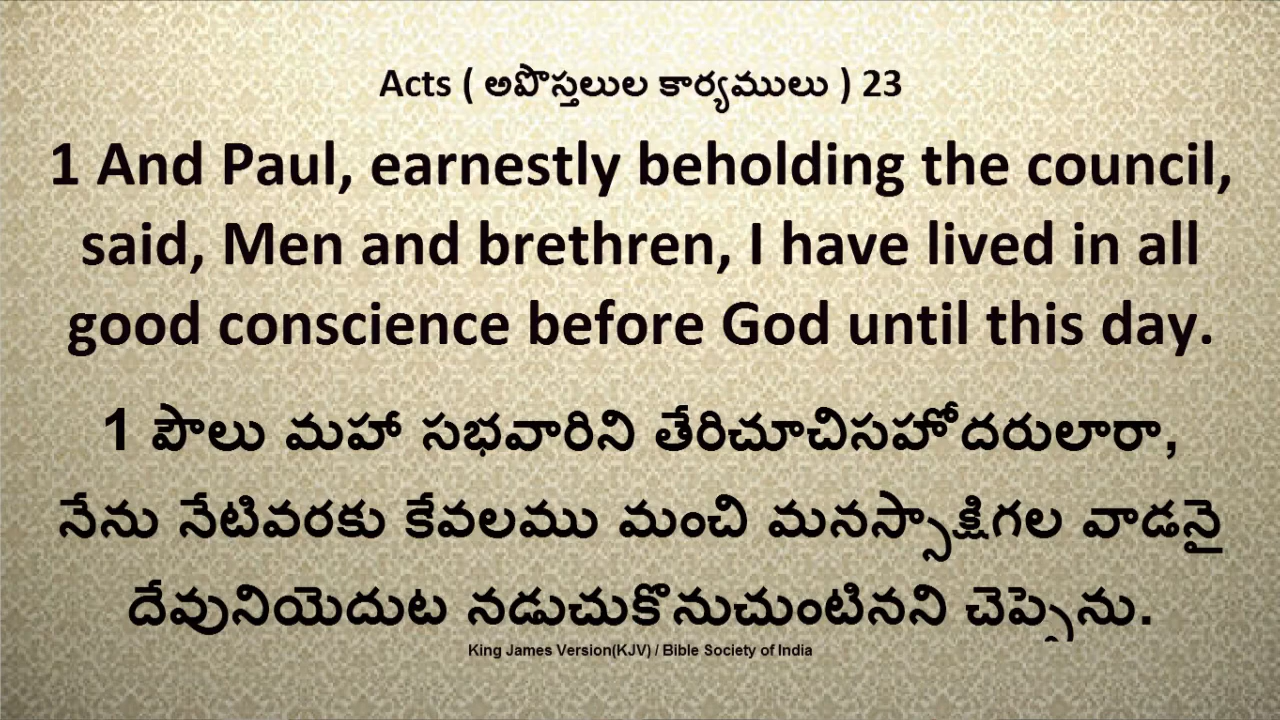 Acts ( అపొస్తలుల కార్యములు ) 23
1 And Paul, earnestly beholding the council,
said, Men and brethren, I have lived in all
good conscience before God until this day.
1 పౌలు మహా సభవారిని తేరిచూచిసహోదరులారా,
నేను నేటివరకు కేవలము మంచి మనస్సాక్షిగల వాడనై
దేవునియెదుట నడుచుకొనుచుంటినని చెప్పెను.
King James Version(KJV) / Bible Society of India